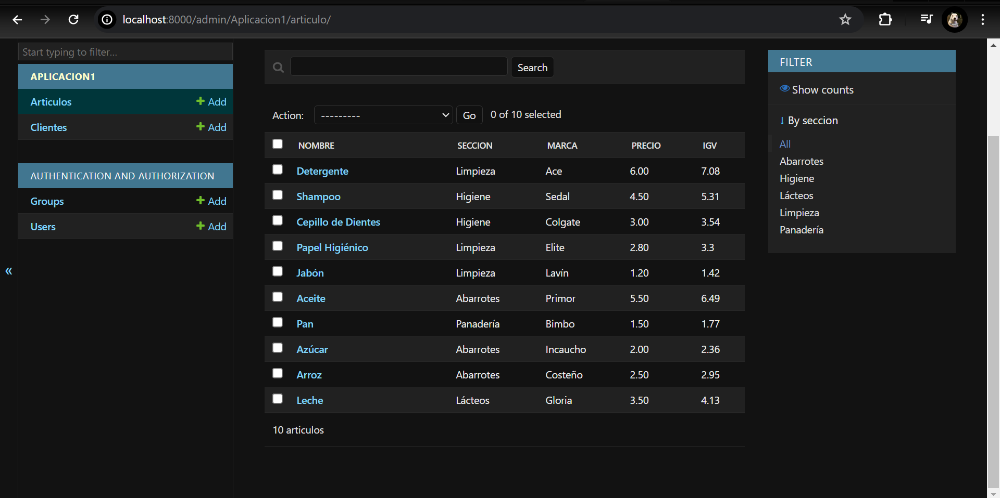 localhost:8000/admin/Aplicacion1/articulo/
Start typing to filter...
APLICACION1
Articulos + Add
Clientes + Add
AUTHENTICATION AND AUTHORIZATION
Groups + Add
Users + Add
«
Search
Action: --------- Go 0 of 10 selected
NOMBRE SECCION MARCA PRECIO IGV
Detergente Limpieza Ace 6.00 7.08
Shampoo Higiene Sedal 4.50 5.31
Cepillo de Dientes Higiene Colgate 3.00 3.54
Papel Higiénico Limpieza Elite 2.80 3.3
Jabón Limpieza Lavín 1.20 1.42
Aceite Abarrotes Primor 5.50 6.49
Pan Panadería Bimbo 1.50 1.77
Azúcar Abarrotes Incaucho 2.00 2.36
Arroz Abarrotes Costeño 2.50 2.95
Leche Lácteos Gloria 3.50 4.13
10 articulos
FILTER
Show counts
↓ By seccion
All
Abarrotes
Higiene
Lácteos
Limpieza
Panadería